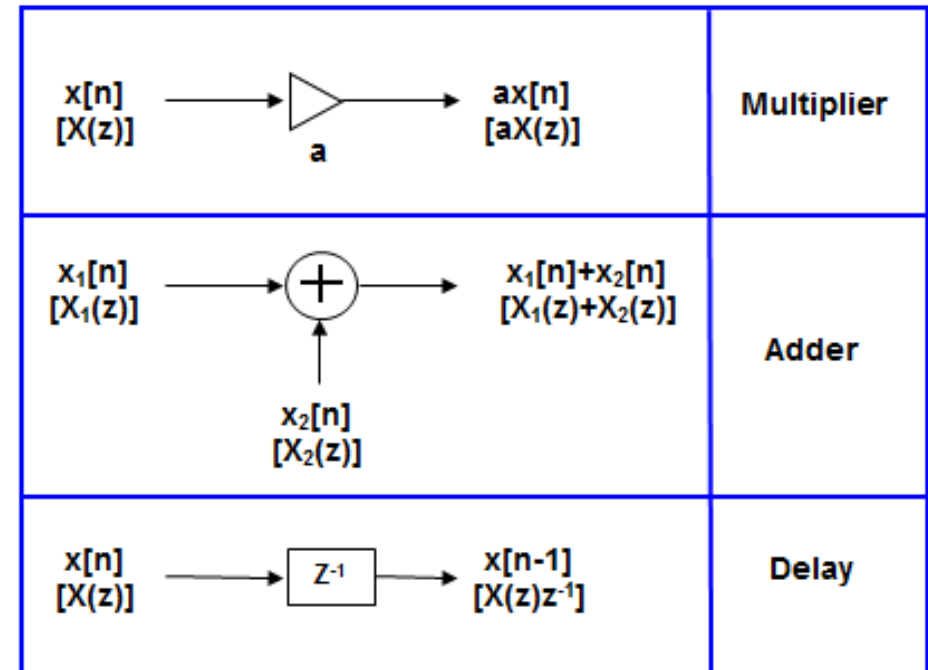 x[n] ax[n] Multiplier
[X(z)] [aX(z)]
a
x₁[n] + x₁[n]+x₂[n]
[X₁(z)] [X₁(z)+X₂(z)]
Adder
x₂[n]
[X₂(z)]
x[n] Z⁻¹ x[n-1] Delay
[X(z)] [X(z)z⁻¹]